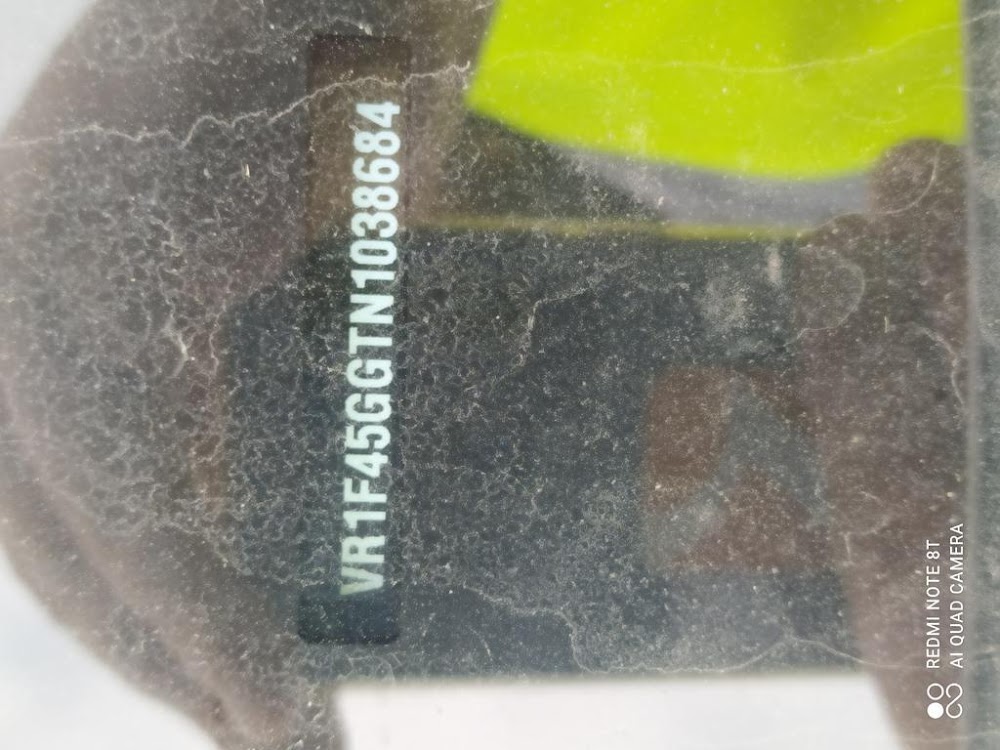 VR1F45GGTN1038684
REDMI NOTE 8T
AI QUAD CAMERA